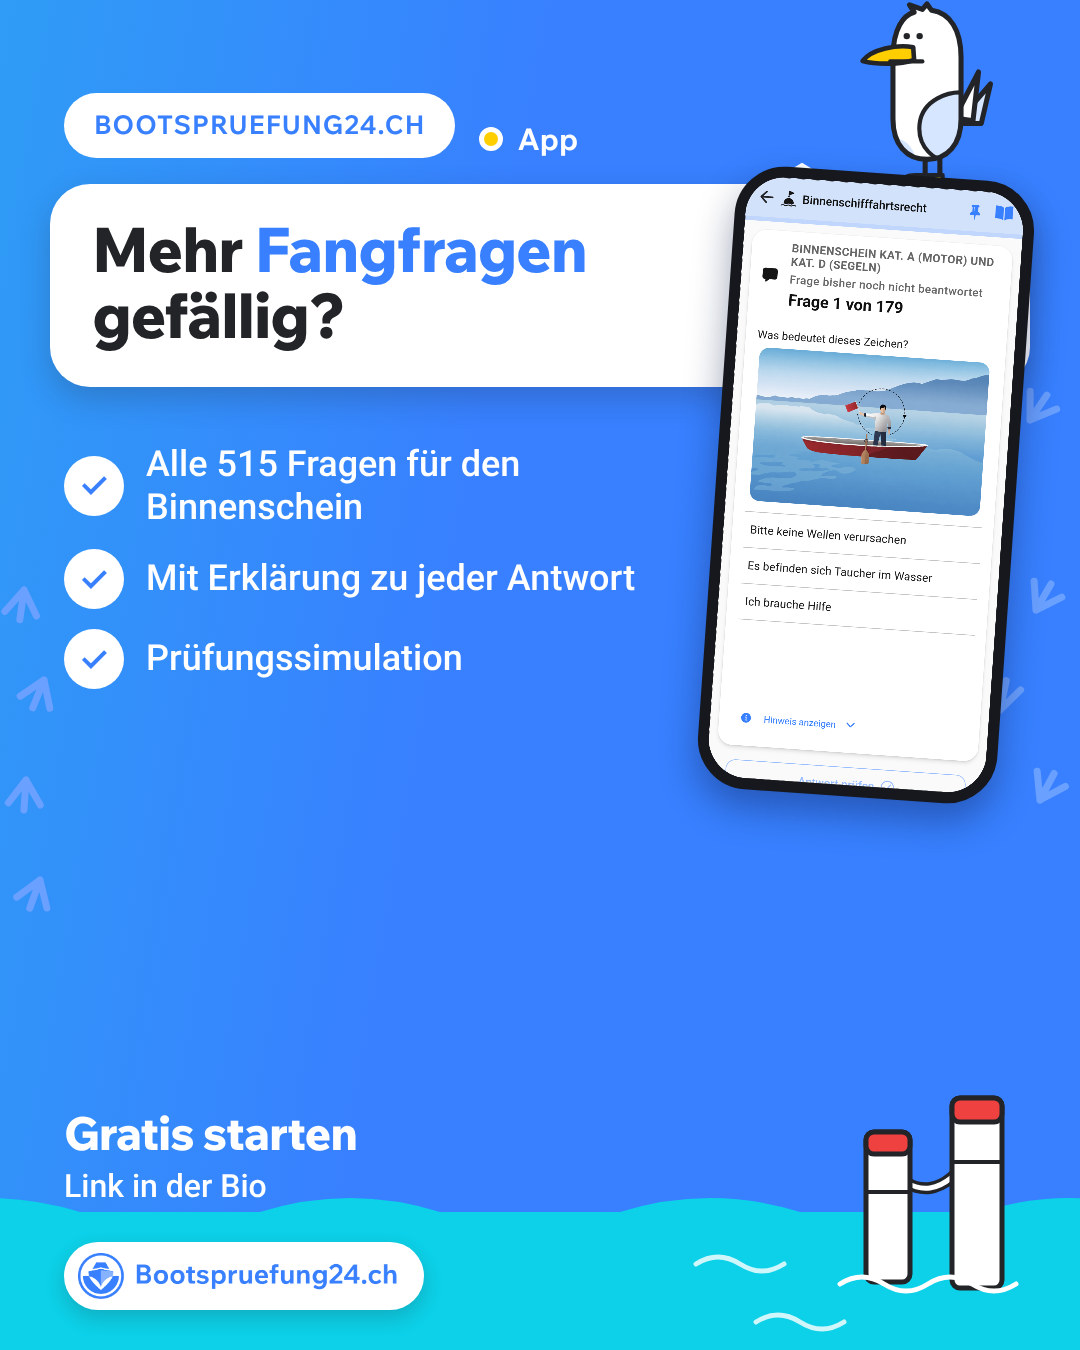 BOOTSPRUEFUNG24.CH
App
Mehr Fangfragen
gefällig?
Alle 515 Fragen für den
Binnenschein
Mit Erklärung zu jeder Antwort
Prüfungssimulation
Binnenschifffahrtsrecht
BINNENSCHEIN KAT. A (MOTOR) UND
KAT. D (SEGELN)
Frage bisher noch nicht beantwortet
Frage 1 von 179
Was bedeutet dieses Zeichen?
Bitte keine Wellen verursachen
Es befinden sich Taucher im Wasser
Ich brauche Hilfe
Hinweis anzeigen
Antwort prüfen
Gratis starten
Link in der Bio
Bootspruefung24.ch